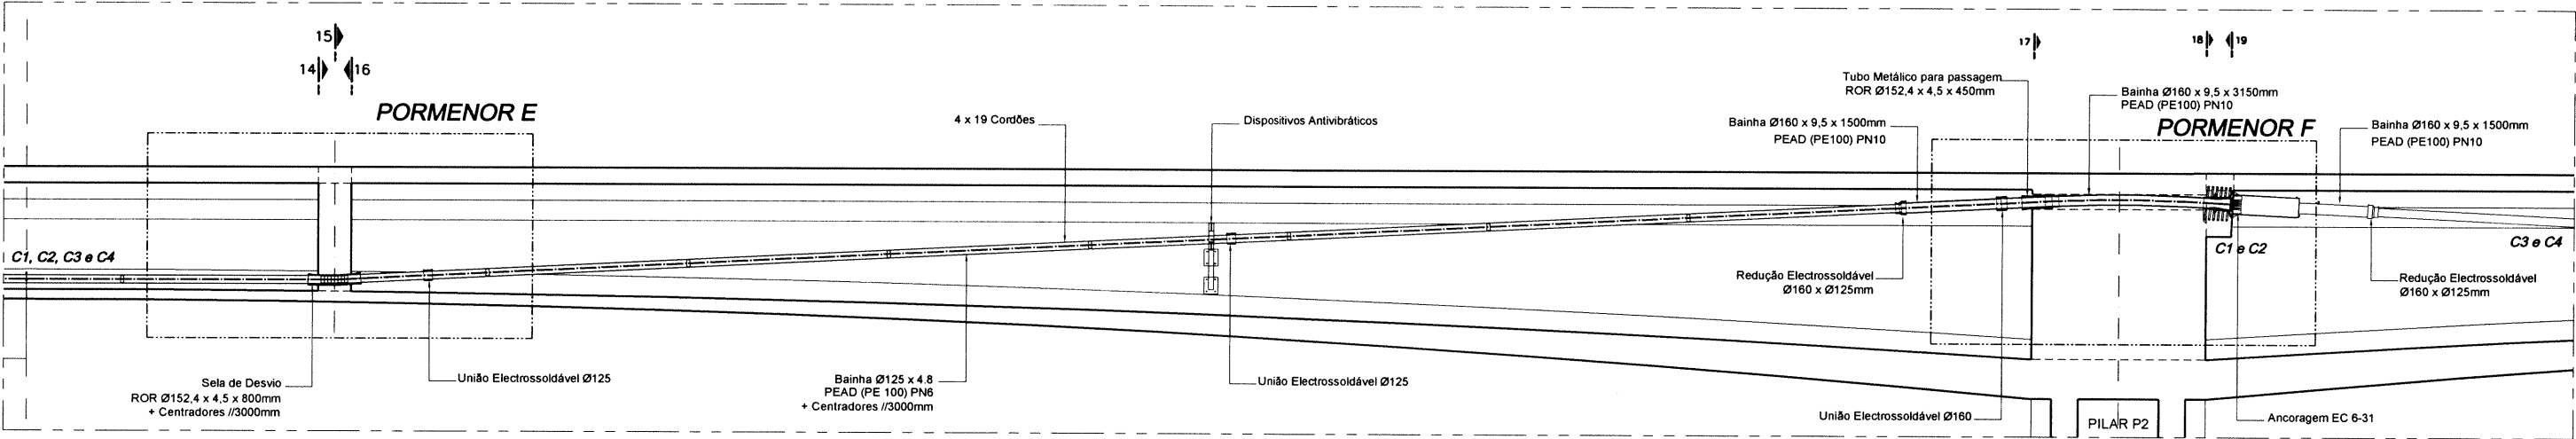 15
14
16
PORMENOR E
4 x 19 Cordões
Dispositivos Antivibráticos
17
18
19
Tubo Metálico para passagem
ROR Ø152,4 x 4,5 x 450mm
Bainha Ø160 x 9,5 x 3150mm
PEAD (PE100) PN10
Bainha Ø160 x 9,5 x 1500mm
PEAD (PE100) PN10
PORMENOR F
Bainha Ø160 x 9,5 x 1500mm
PEAD (PE100) PN10
C1, C2, C3 e C4
C1 e C2
C3 e C4
Redução Electrossoldável
Ø160 x Ø125mm
Redução Electrossoldável
Ø160 x Ø125mm
Sela de Desvio
ROR Ø152,4 x 4,5 x 800mm
+ Centradores //3000mm
União Electrossoldável Ø125
Bainha Ø125 x 4.8
PEAD (PE 100) PN6
+ Centradores //3000mm
União Electrossoldável Ø125
União Electrossoldável Ø160
PILAR P2
Ancoragem EC 6-31